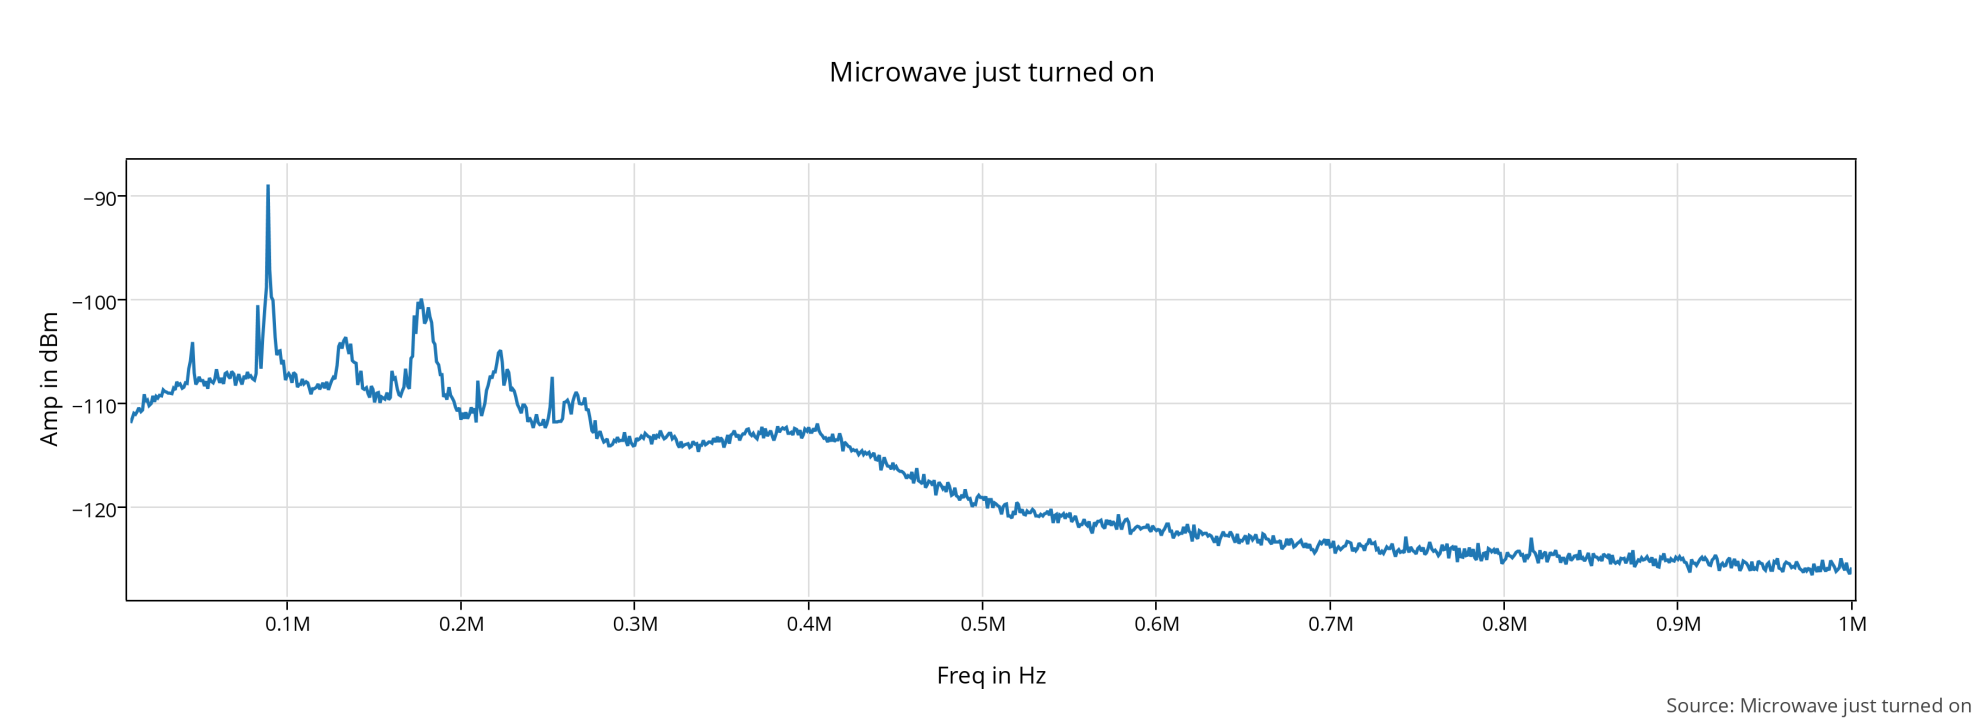 Microwave just turned on
Amp in dBm
−90
−100
−110
−120
0.1M 0.2M 0.3M 0.4M 0.5M 0.6M 0.7M 0.8M 0.9M 1M
Freq in Hz
Source: Microwave just turned on